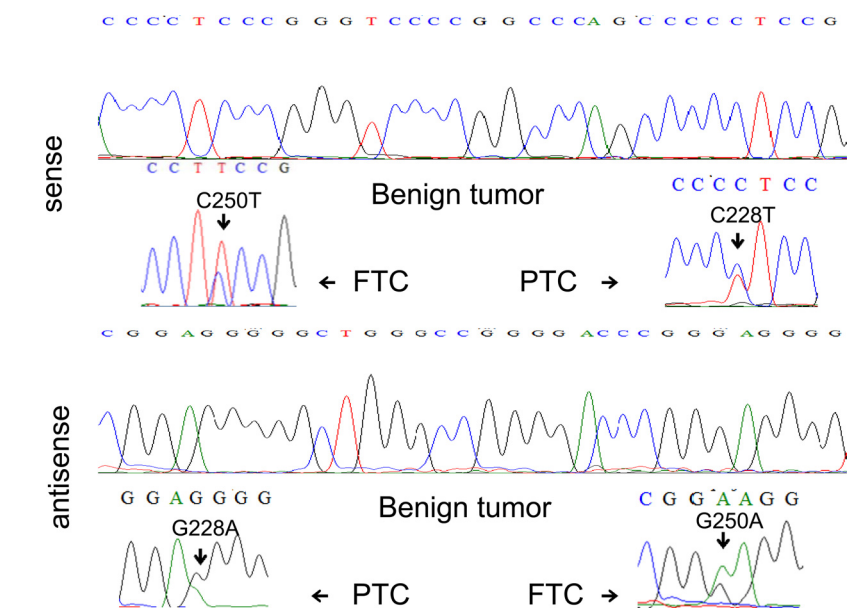 C C C C T C C C G G G T C C C C G G C C C A G C C C C C T C C G
sense
C C T T C C G
C250T
Benign tumor
C C C C T C C
C228T
← FTC
PTC →
C G G A G G G G G C T G G G C C G G G G A C C C G G G A G G G G
antisense
G G A G G G G
G228A
Benign tumor
C G G A A G G
G250A
← PTC
FTC →